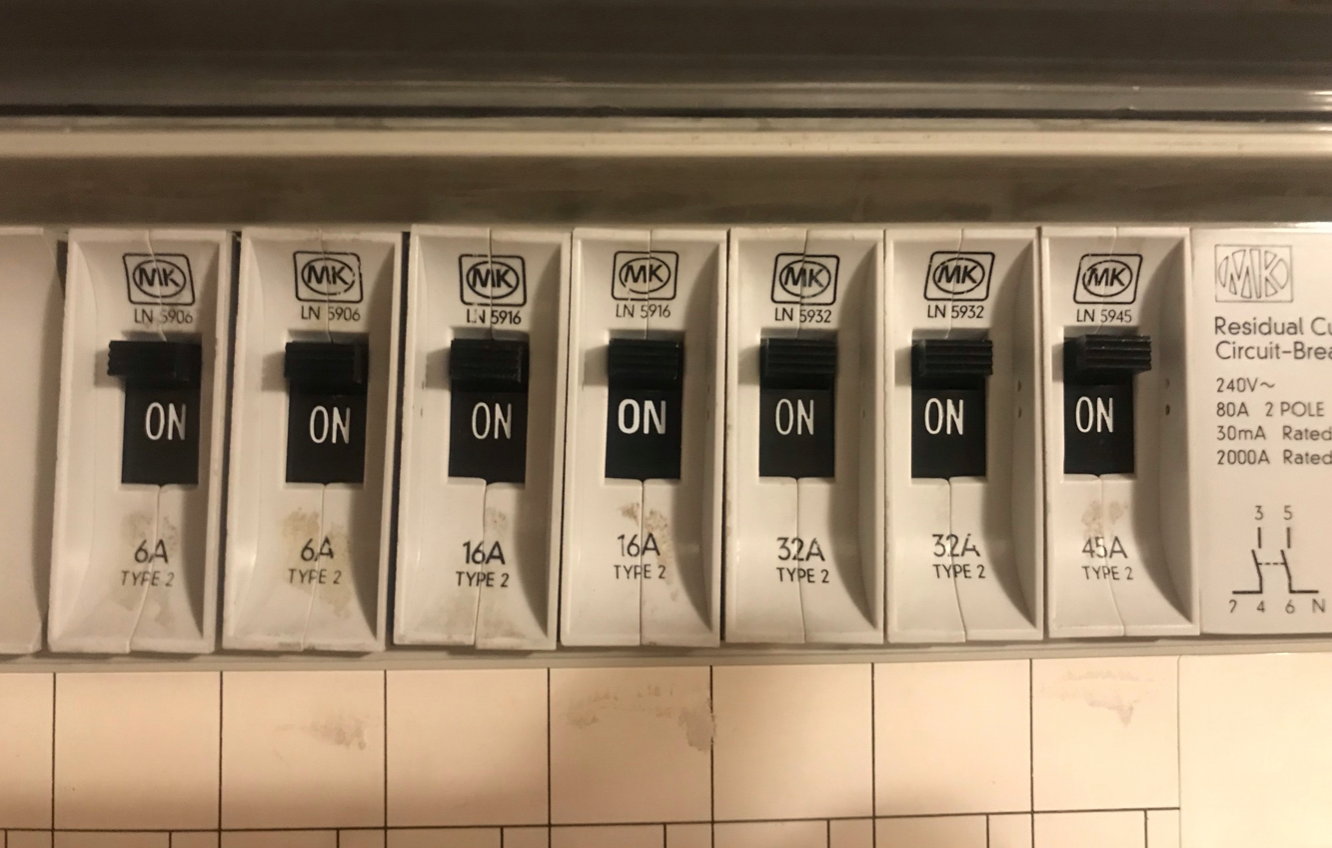 MK
LN 5906
ON
6A
TYPE 2
MK
LN 5906
ON
6A
TYPE 2
MK
LN 5916
ON
16A
TYPE 2
MK
LN 5916
ON
16A
TYPE 2
MK
LN 5932
ON
32A
TYPE 2
MK
LN 5932
ON
32A
TYPE 2
MK
LN 5945
ON
45A
TYPE 2
MK
Residual Cu
Circuit-Brea
240V~
80A 2 POLE
30mA Rated
2000A Rated
3 5
2 4 6 N